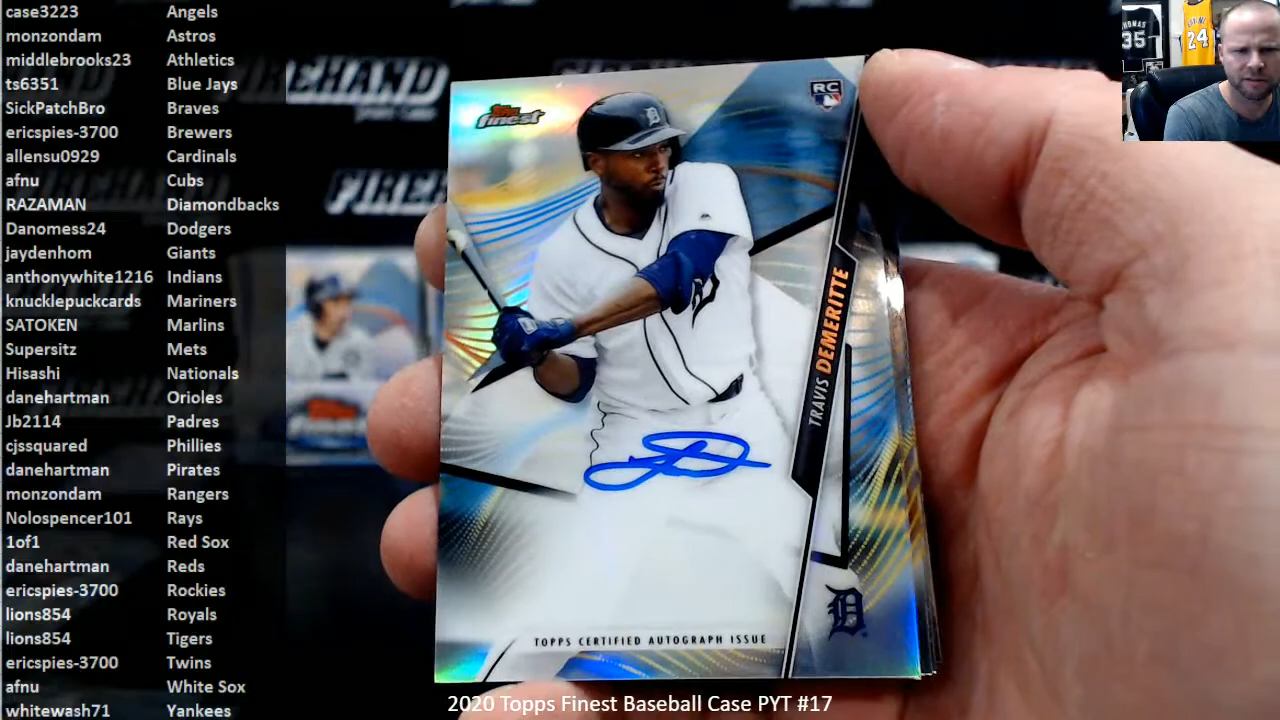 case3223 Angels
monzondam Astros
middlebrooks23 Athletics
ts6351 Blue Jays
SickPatchBro Braves
ericspies-3700 Brewers
allensu0929 Cardinals
afnu Cubs
RAZAMAN Diamondbacks
Danomess24 Dodgers
jaydenhom Giants
anthonywhite1216 Indians
knucklepuckcards Mariners
SATOKEN Marlins
Supersitz Mets
Hisashi Nationals
danehartman Orioles
Jb2114 Padres
cjssquared Phillies
danehartman Pirates
monzondam Rangers
Nolospencer101 Rays
1of1 Red Sox
danehartman Reds
ericspies-3700 Rockies
lions854 Royals
lions854 Tigers
ericspies-3700 Twins
afnu White Sox
whitewash71 Yankees
FIREHAND
Topps
finest
RC
TRAVIS DEMERITTE
D
TOPPS CERTIFIED AUTOGRAPH ISSUE
THOMAS
35
24
2020 Topps Finest Baseball Case PYT #17